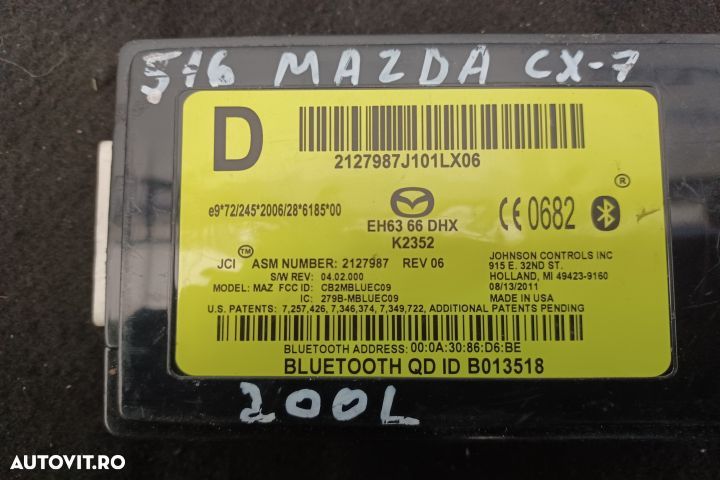 516 MAZDA CX-7
D
2127987J101LX06
®
e9*72/245*2006/28*6185*00
EH63 66 DHX
K2352
CE 0682
JCI™ ASM NUMBER: 2127987 REV 06
S/W REV: 04.02.000
MODEL: MAZ FCC ID: CB2MBLUEC09
IC: 279B-MBLUEC09
JOHNSON CONTROLS INC
915 E. 32ND ST.
HOLLAND, MI 49423-9160
08/13/2011
MADE IN USA
U.S. PATENTS: 7,257,426, 7,346,374, 7,349,722, ADDITIONAL PATENTS PENDING
BLUETOOTH ADDRESS: 00:0A:30:86:D6:BE
BLUETOOTH QD ID B013518
200L
AUTOVIT.RO